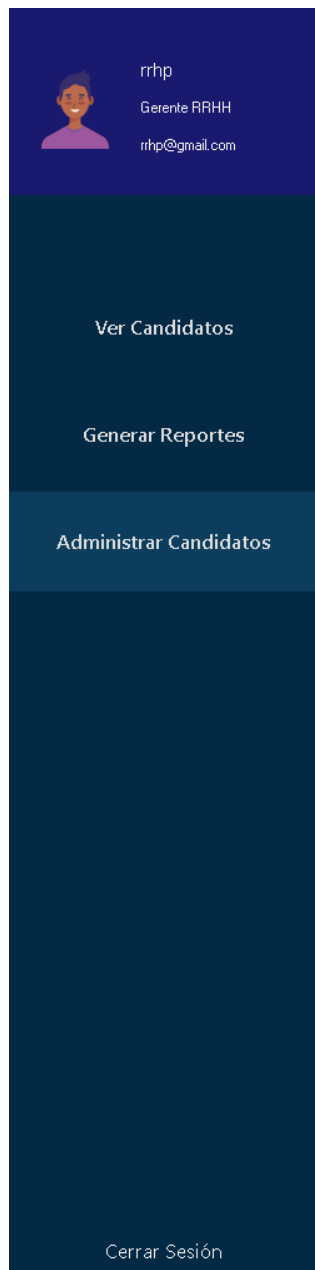 rrhp
Gerente RRHH
rrhp@gmail.com
Ver Candidatos
Generar Reportes
Administrar Candidatos
Cerrar Sesión